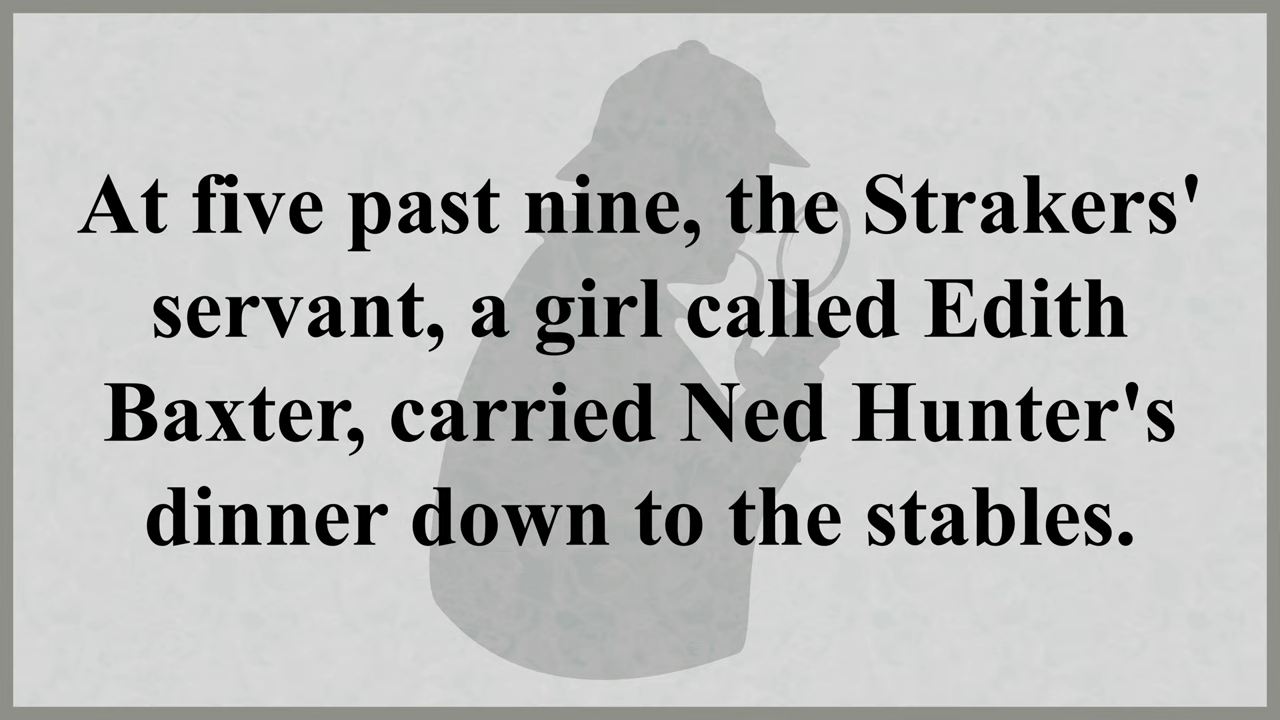 At five past nine, the Strakers'
servant, a girl called Edith
Baxter, carried Ned Hunter's
dinner down to the stables.